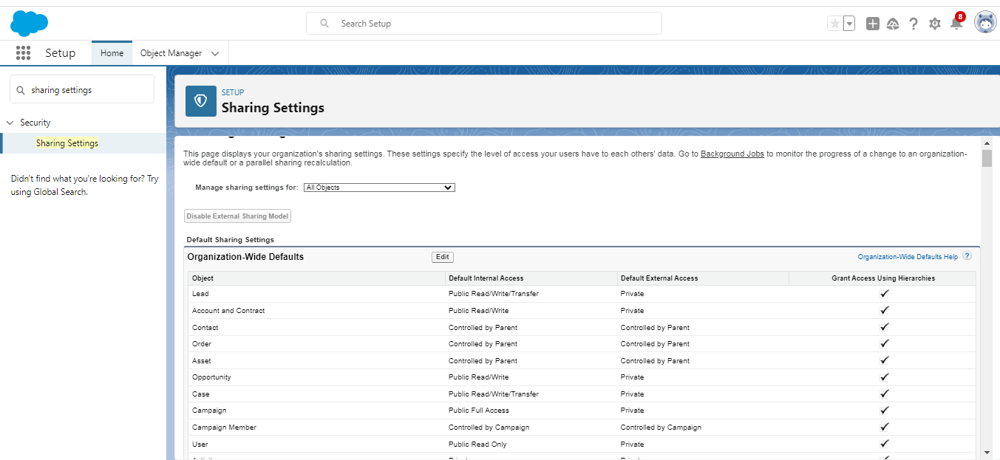 Search Setup
8
Setup
Home
Object Manager
sharing settings
Security
Sharing Settings
Didn't find what you're looking for? Try
using Global Search.
SETUP
Sharing Settings
This page displays your organization's sharing settings. These settings specify the level of access your users have to each others' data. Go to Background Jobs to monitor the progress of a change to an organization-
wide default or a parallel sharing recalculation.
Manage sharing settings for: All Objects
Disable External Sharing Model
Default Sharing Settings
Organization-Wide Defaults Edit Organization-Wide Defaults Help ?
Object Default Internal Access Default External Access Grant Access Using Hierarchies
Lead Public Read/Write/Transfer Private ✓
Account and Contract Public Read/Write Private ✓
Contact Controlled by Parent Controlled by Parent ✓
Order Controlled by Parent Controlled by Parent ✓
Asset Controlled by Parent Controlled by Parent ✓
Opportunity Public Read/Write Private ✓
Case Public Read/Write/Transfer Private ✓
Campaign Public Full Access Private ✓
Campaign Member Controlled by Campaign Controlled by Campaign ✓
User Public Read Only Private ✓